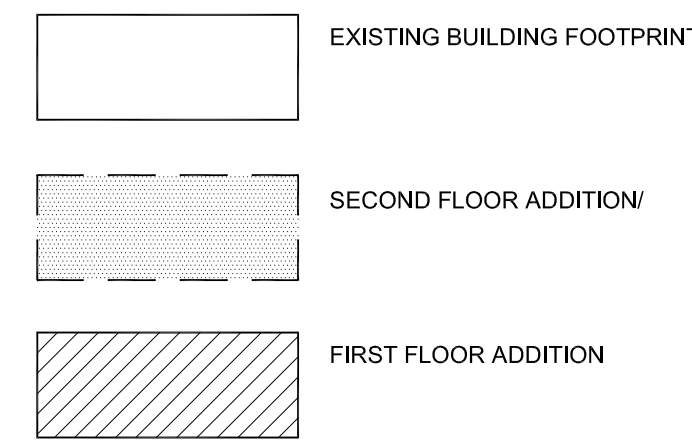 EXISTING BUILDING FOOTPRINT
SECOND FLOOR ADDITION/
FIRST FLOOR ADDITION